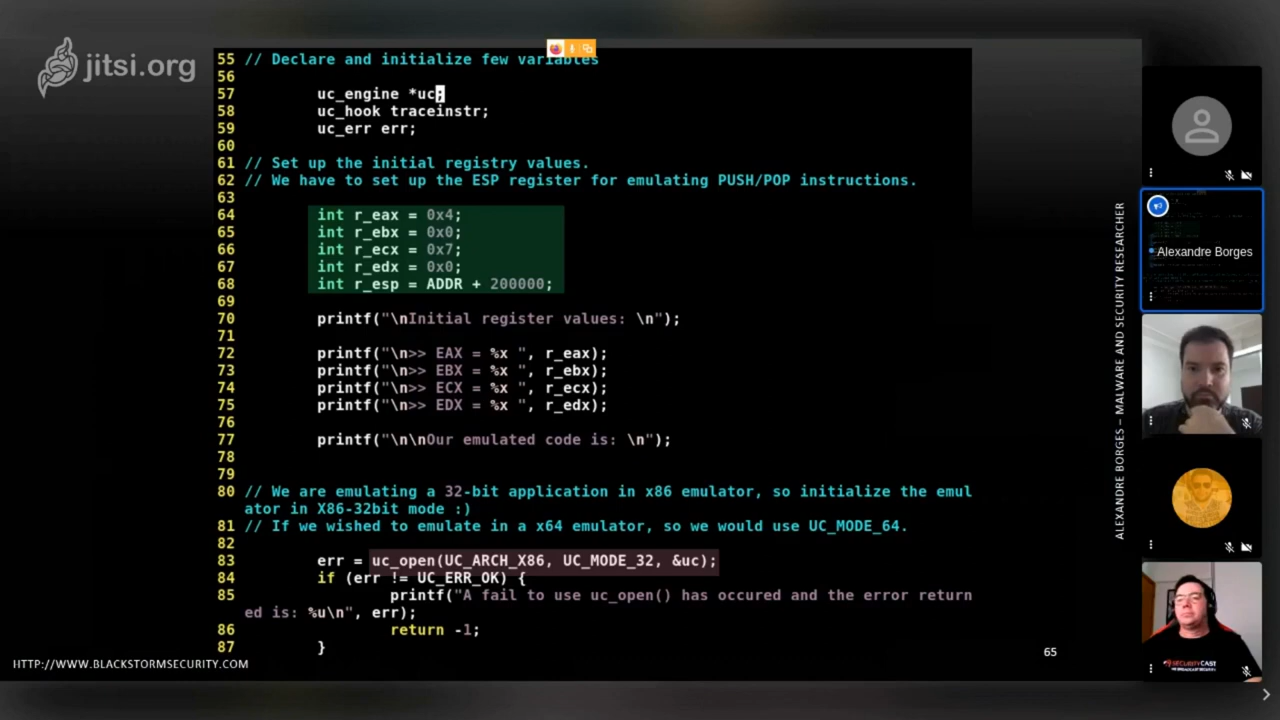 jitsi.org
55 // Declare and initialize few variables
56
57 uc_engine *uc;
58 uc_hook traceinstr;
59 uc_err err;
60
61 // Set up the initial registry values.
62 // We have to set up the ESP register for emulating PUSH/POP instructions.
63
64 int r_eax = 0x4;
65 int r_ebx = 0x0;
66 int r_ecx = 0x7;
67 int r_edx = 0x0;
68 int r_esp = ADDR + 200000;
69
70 printf("\nInitial register values: \n");
71
72 printf("\n>> EAX = %x ", r_eax);
73 printf("\n>> EBX = %x ", r_ebx);
74 printf("\n>> ECX = %x ", r_ecx);
75 printf("\n>> EDX = %x ", r_edx);
76
77 printf("\n\nOur emulated code is: \n");
78
79
80 // We are emulating a 32-bit application in x86 emulator, so initialize the emul
ator in X86-32bit mode :)
81 // If we wished to emulate in a x64 emulator, so we would use UC_MODE_64.
82
83 err = uc_open(UC_ARCH_X86, UC_MODE_32, &uc);
84 if (err != UC_ERR_OK) {
85 printf("A fail to use uc_open() has occured and the error return
ed is: %u\n", err);
86 return -1;
87 }
HTTP://WWW.BLACKSTORMSECURITY.COM
65
ALEXANDRE BORGES – MALWARE AND SECURITY RESEARCHER
Alexandre Borges
SECURITYCAST